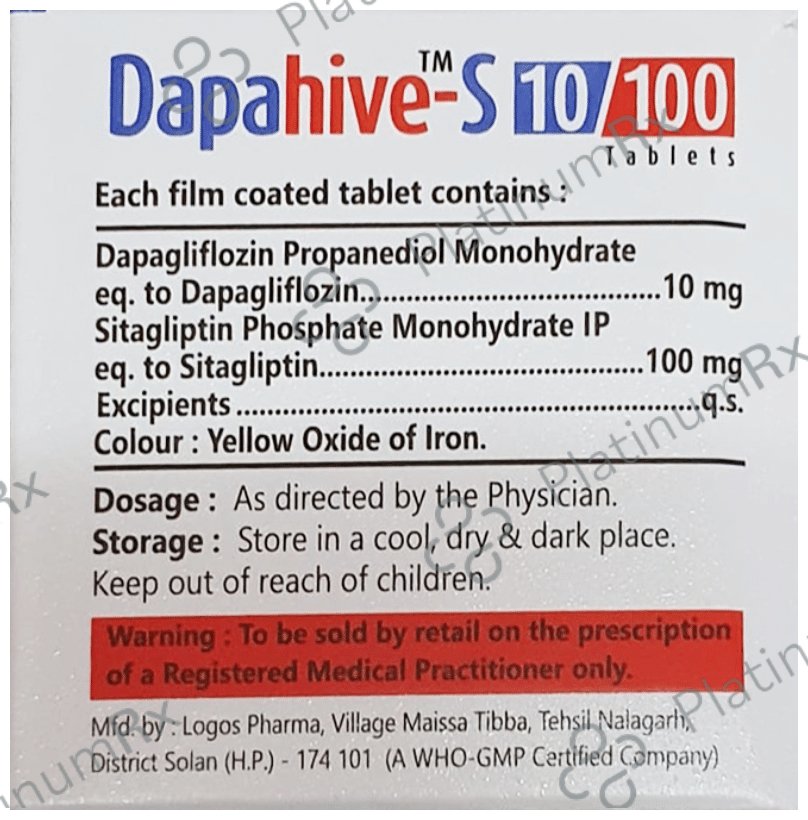 Dapahive™-S 10/100
Tablets
Each film coated tablet contains :
Dapagliflozin Propanediol Monohydrate
eq. to Dapagliflozin..........................................10 mg
Sitagliptin Phosphate Monohydrate IP
eq. to Sitagliptin.............................................100 mg
Excipients................................................................q.s.
Colour : Yellow Oxide of Iron.
Dosage : As directed by the Physician.
Storage : Store in a cool, dry & dark place.
Keep out of reach of children.
Warning : To be sold by retail on the prescription
of a Registered Medical Practitioner only.
Mfd. by : Logos Pharma, Village Maissa Tibba, Tehsil Nalagarh,
District Solan (H.P.) - 174 101 (A WHO-GMP Certified Company)
PlatinumRx
PlatinumRx